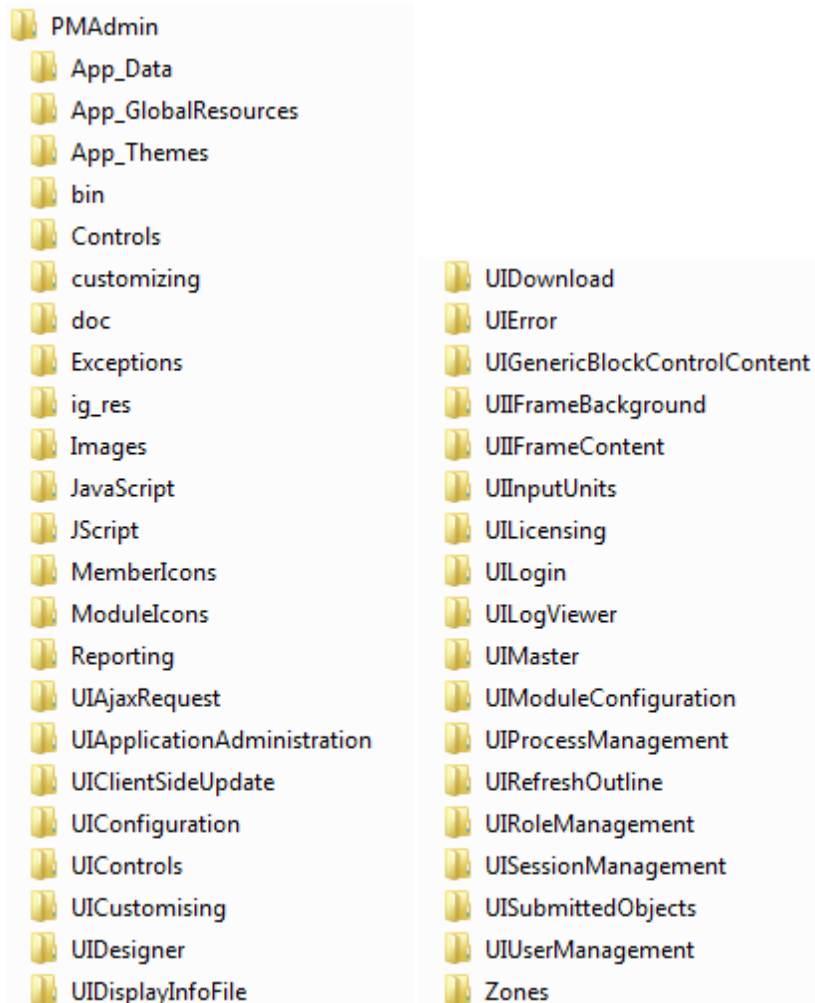 PMAdmin
App_Data
App_GlobalResources
App_Themes
bin
Controls
customizing
doc
Exceptions
ig_res
Images
JavaScript
JScript
MemberIcons
ModuleIcons
Reporting
UIAjaxRequest
UIApplicationAdministration
UIClientSideUpdate
UIConfiguration
UIControls
UICustomising
UIDesigner
UIDisplayInfoFile
UIDownload
UIError
UIGenericBlockControlContent
UIIFrameBackground
UIIFrameContent
UIInputUnits
UILicensing
UILogin
UILogViewer
UIMaster
UIModuleConfiguration
UIProcessManagement
UIRefreshOutline
UIRoleManagement
UISessionManagement
UISubmittedObjects
UIUserManagement
Zones